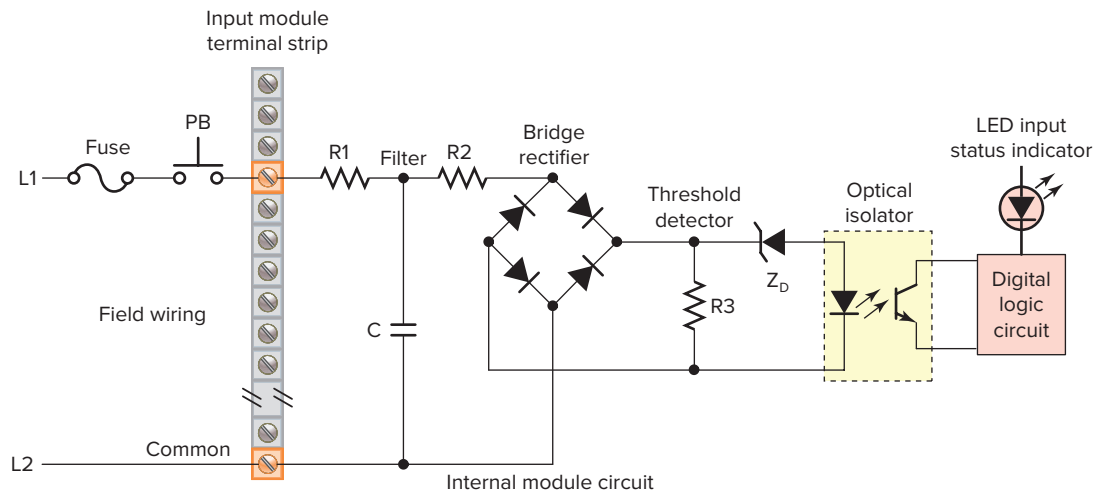 Input module
terminal strip
L1
Fuse
PB
R1
Filter
R2
Bridge
rectifier
Threshold
detector
Optical
isolator
LED input
status indicator
Z_D
R3
Digital
logic
circuit
Field wiring
C
L2
Common
Internal module circuit